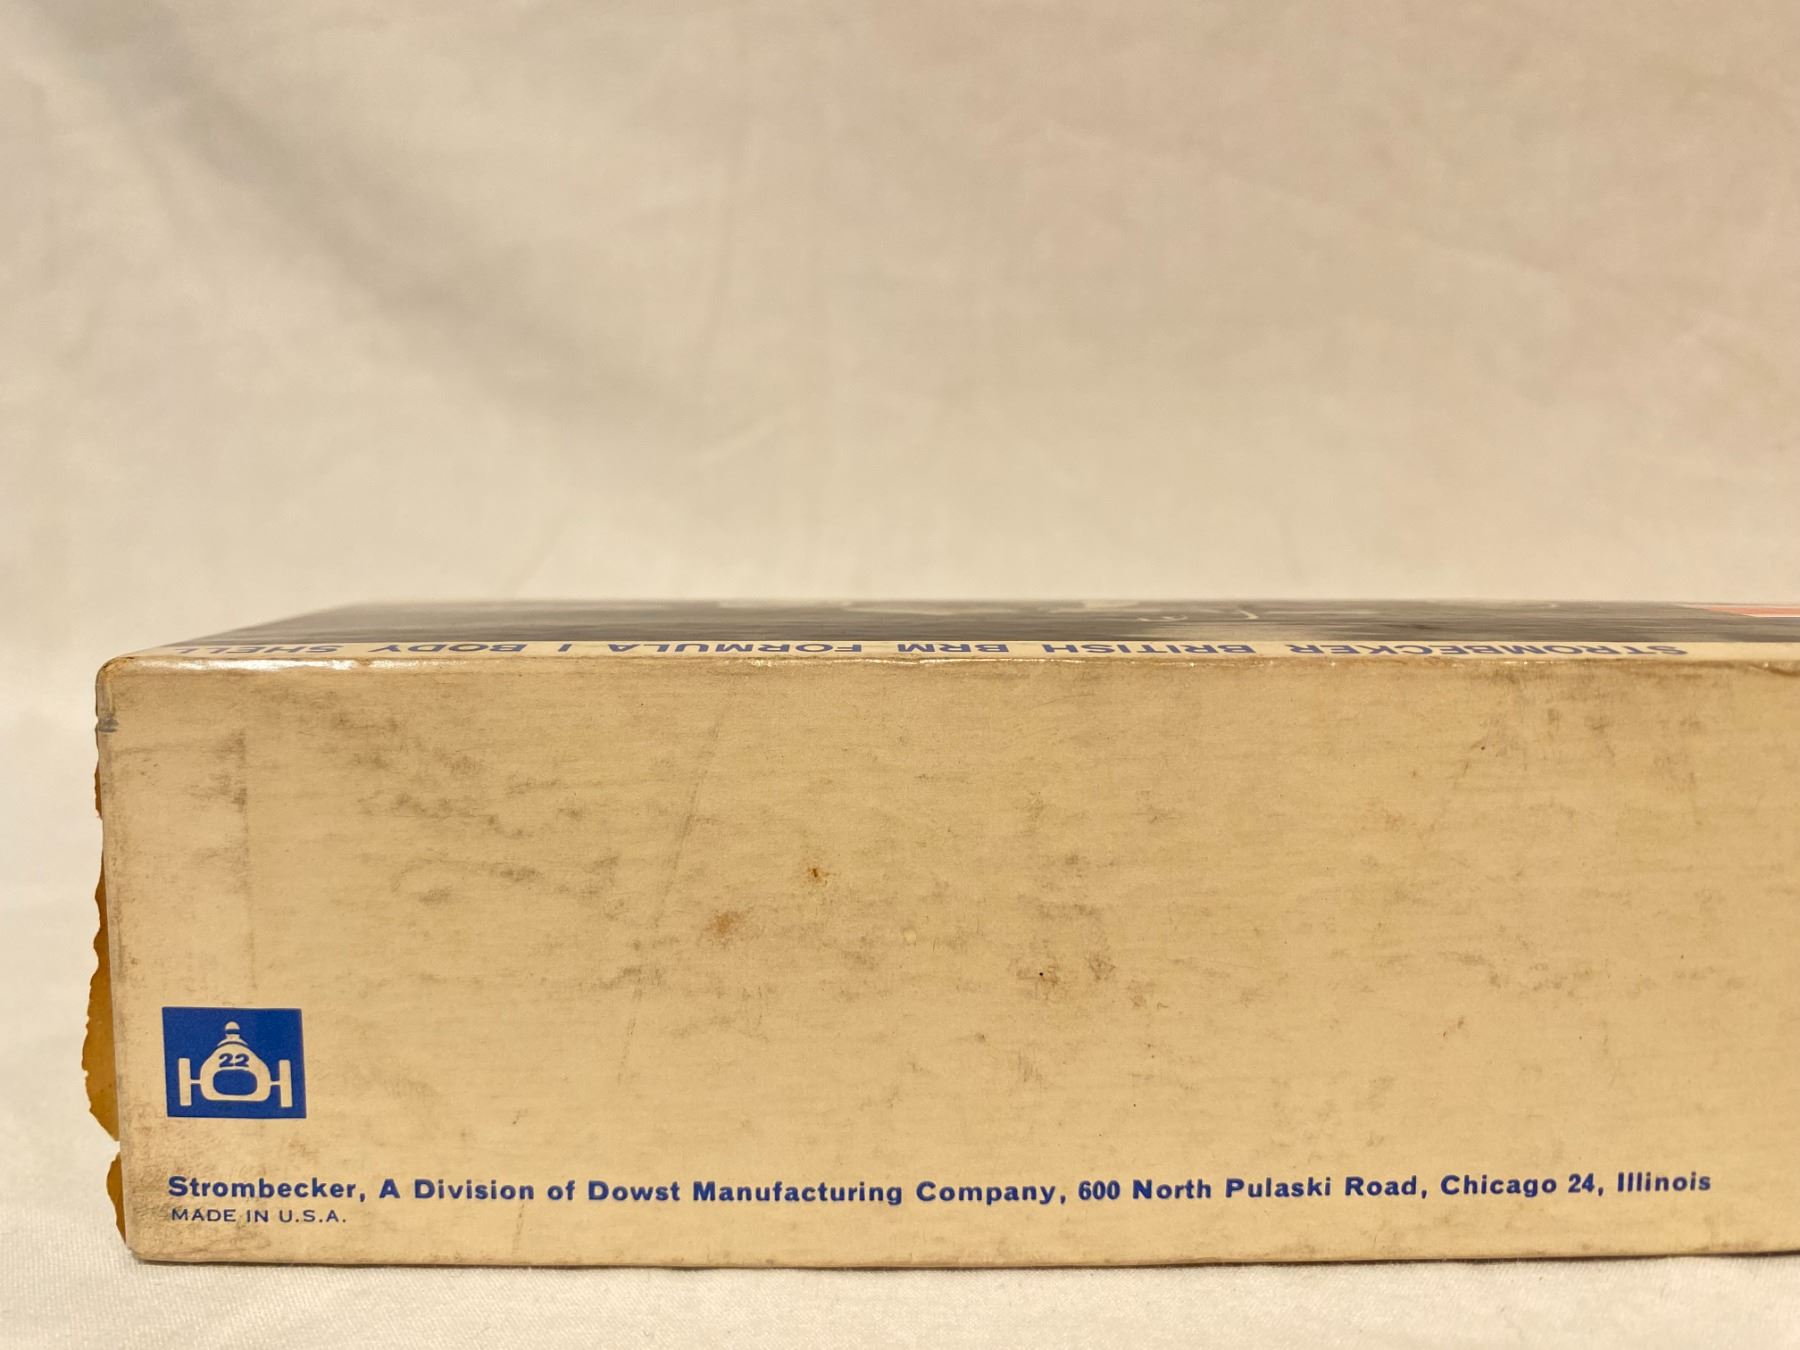 STROMBECKER BRITISH BRM FORMULA I BODY SHELL
22
Strombecker, A Division of Dowst Manufacturing Company, 600 North Pulaski Road, Chicago 24, Illinois
MADE IN U.S.A.